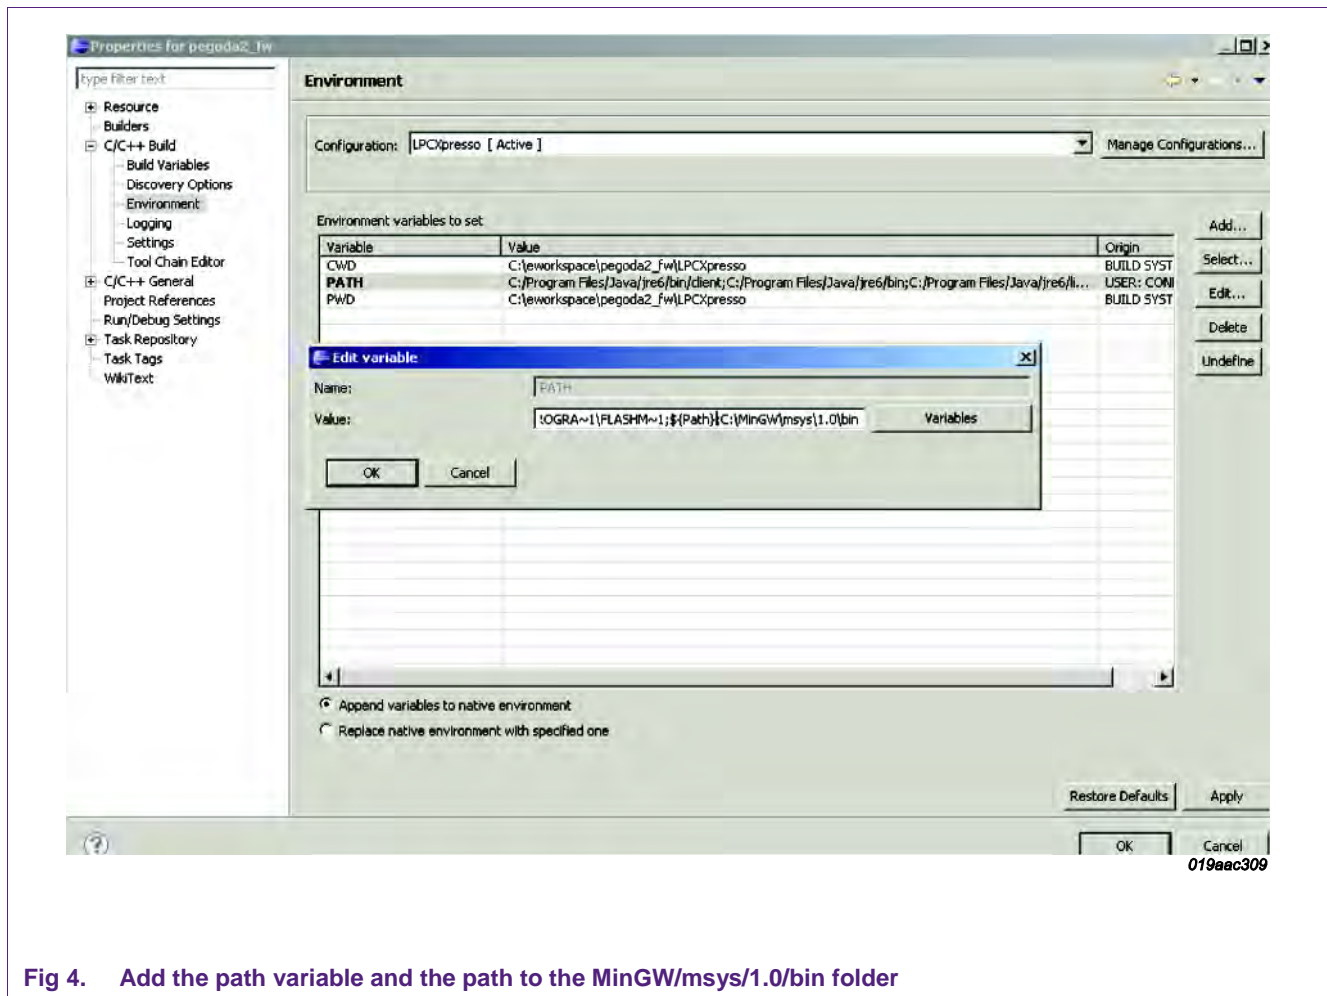 Properties for pegoda2_fw
type filter text
Environment
Resource
Builders
C/C++ Build
Build Variables
Discovery Options
Environment
Logging
Settings
Tool Chain Editor
C/C++ General
Project References
Run/Debug Settings
Task Repository
Task Tags
WikiText
Configuration: LPCXpresso [ Active ] Manage Configurations...
Environment variables to set
Variable Value Origin
CWD C:\eworkspace\pegoda2_fw\LPCXpresso BUILD SYST
PATH C:/Program Files/Java/jre6/bin/client;C:/Program Files/Java/jre6/bin;C:/Program Files/Java/jre6/li... USER: CON
PWD C:\eworkspace\pegoda2_fw\LPCXpresso BUILD SYST
Add...
Select...
Edit...
Delete
Undefine
Edit variable
Name: PATH
Value: OGRA~1\FLASHM~1;${Path};C:\MinGW\msys\1.0\bin Variables
OK Cancel
Append variables to native environment
Replace native environment with specified one
Restore Defaults Apply
OK Cancel
019aac309
Fig 4. Add the path variable and the path to the MinGW/msys/1.0/bin folder